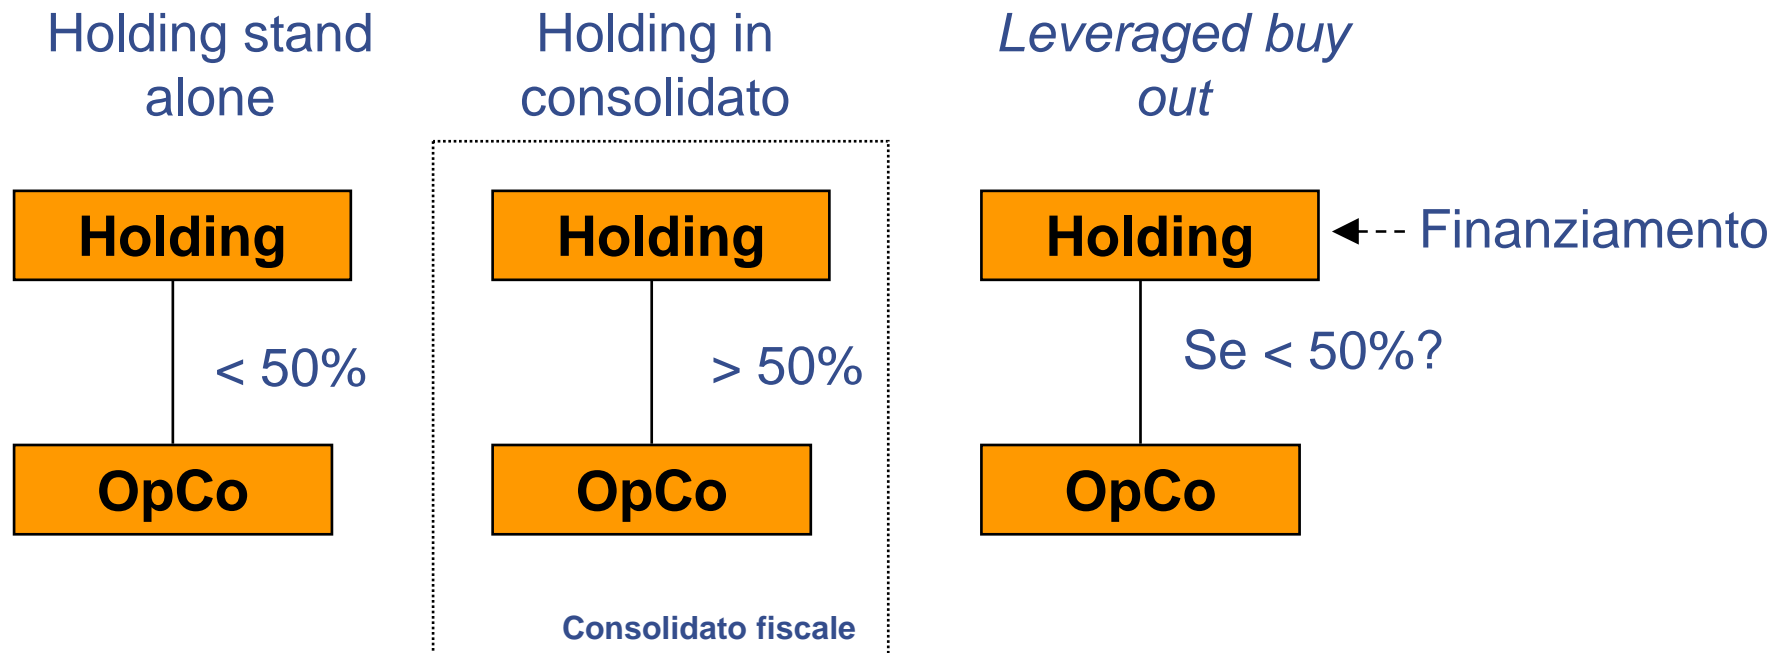 Holding stand
alone
Holding in
consolidato
Leveraged buy
out
Holding
Holding
Holding
Finanziamento
< 50%
> 50%
Se < 50%?
OpCo
OpCo
OpCo
Consolidato fiscale